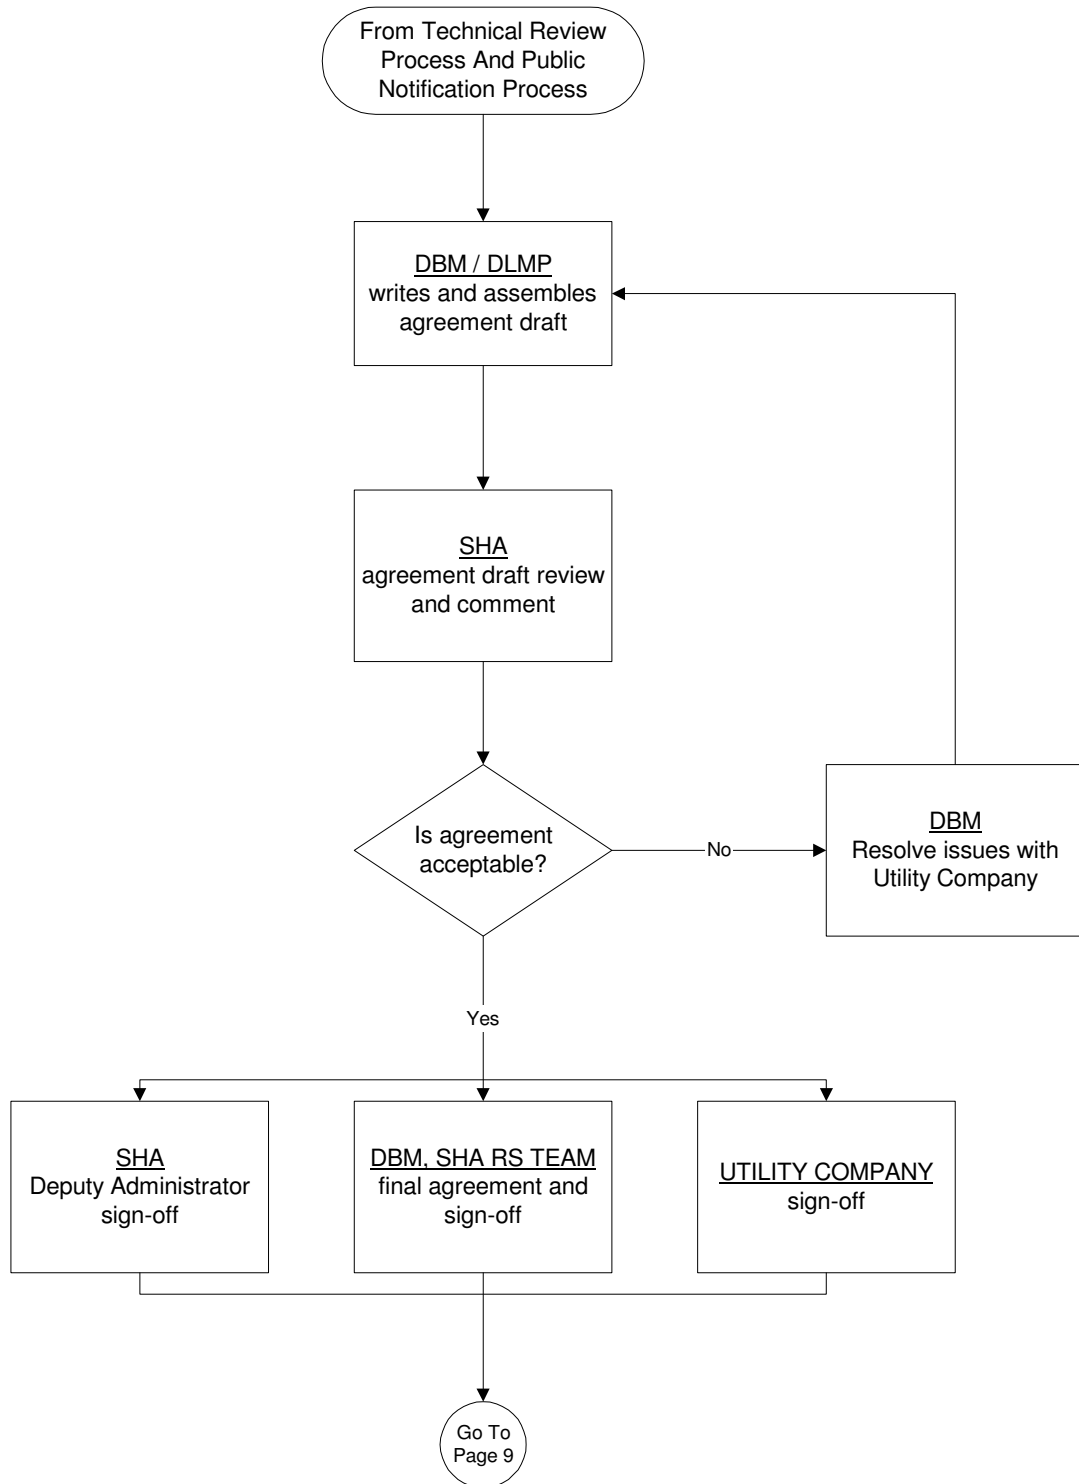 From Technical Review
Process And Public
Notification Process
DBM / DLMP
writes and assembles
agreement draft
SHA
agreement draft review
and comment
Is agreement
acceptable?
No
DBM
Resolve issues with
Utility Company
Yes
SHA
Deputy Administrator
sign-off
DBM, SHA RS TEAM
final agreement and
sign-off
UTILITY COMPANY
sign-off
Go To
Page 9